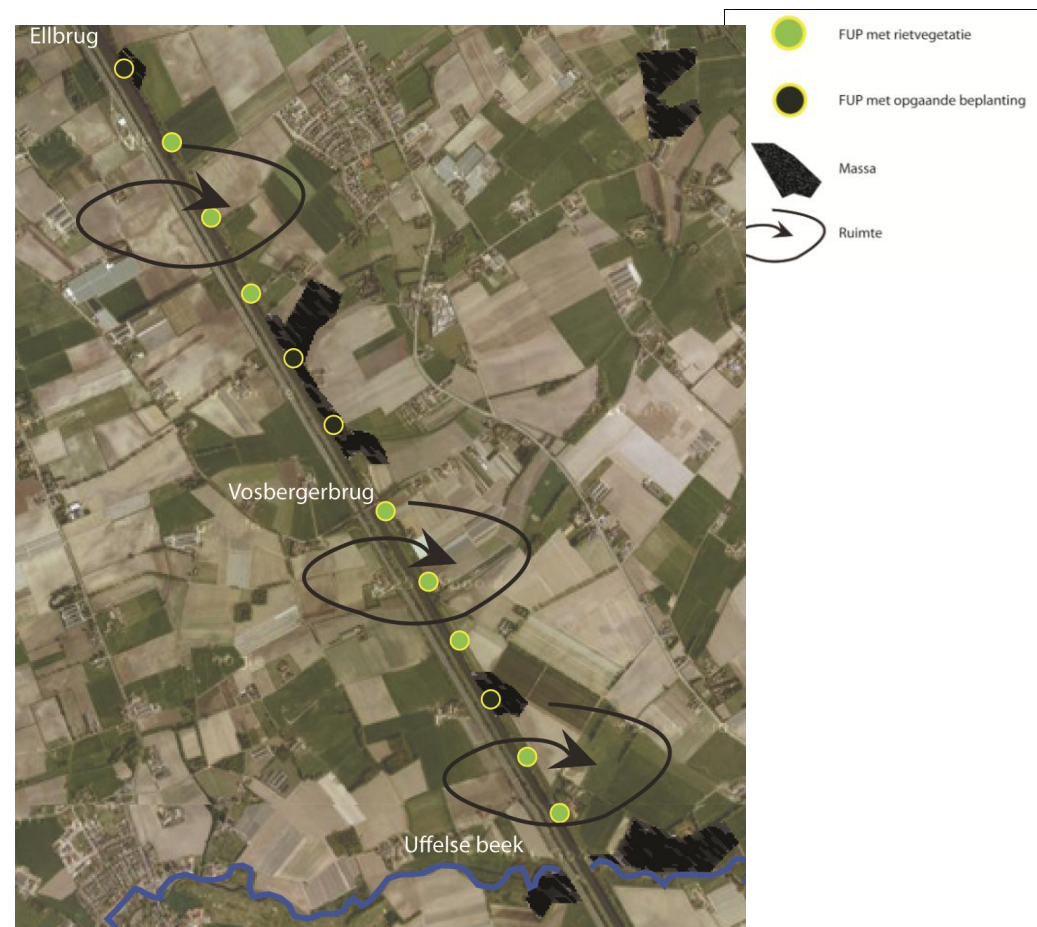 Ellbrug
FUP met rietvegetatie
FUP met opgaande beplanting
Massa
Ruimte
Vosbergerbrug
Uffelse beek